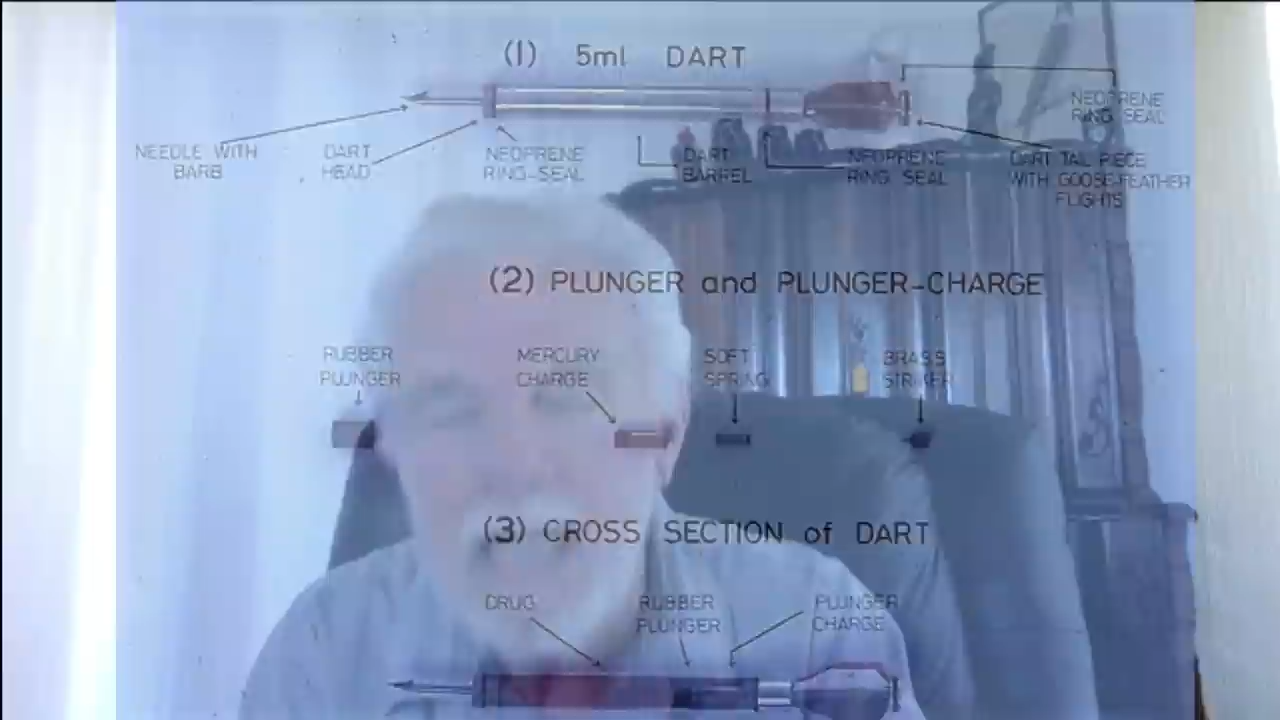 (1) 5ml DART
NEEDLE WITH
BARB
DART
HEAD
NEOPRENE
RING-SEAL
DART
BARREL
NEOPRENE
RING SEAL
NEOPRENE
RING SEAL
DART TAIL PIECE
WITH GOOSE-FEATHER
FLIGHTS
(2) PLUNGER and PLUNGER-CHARGE
RUBBER
PLUNGER
MERCURY
CHARGE
SOFT
SPRING
BRASS
STRIKER
(3) CROSS SECTION of DART
DRUG
RUBBER
PLUNGER
PLUNGER
CHARGE